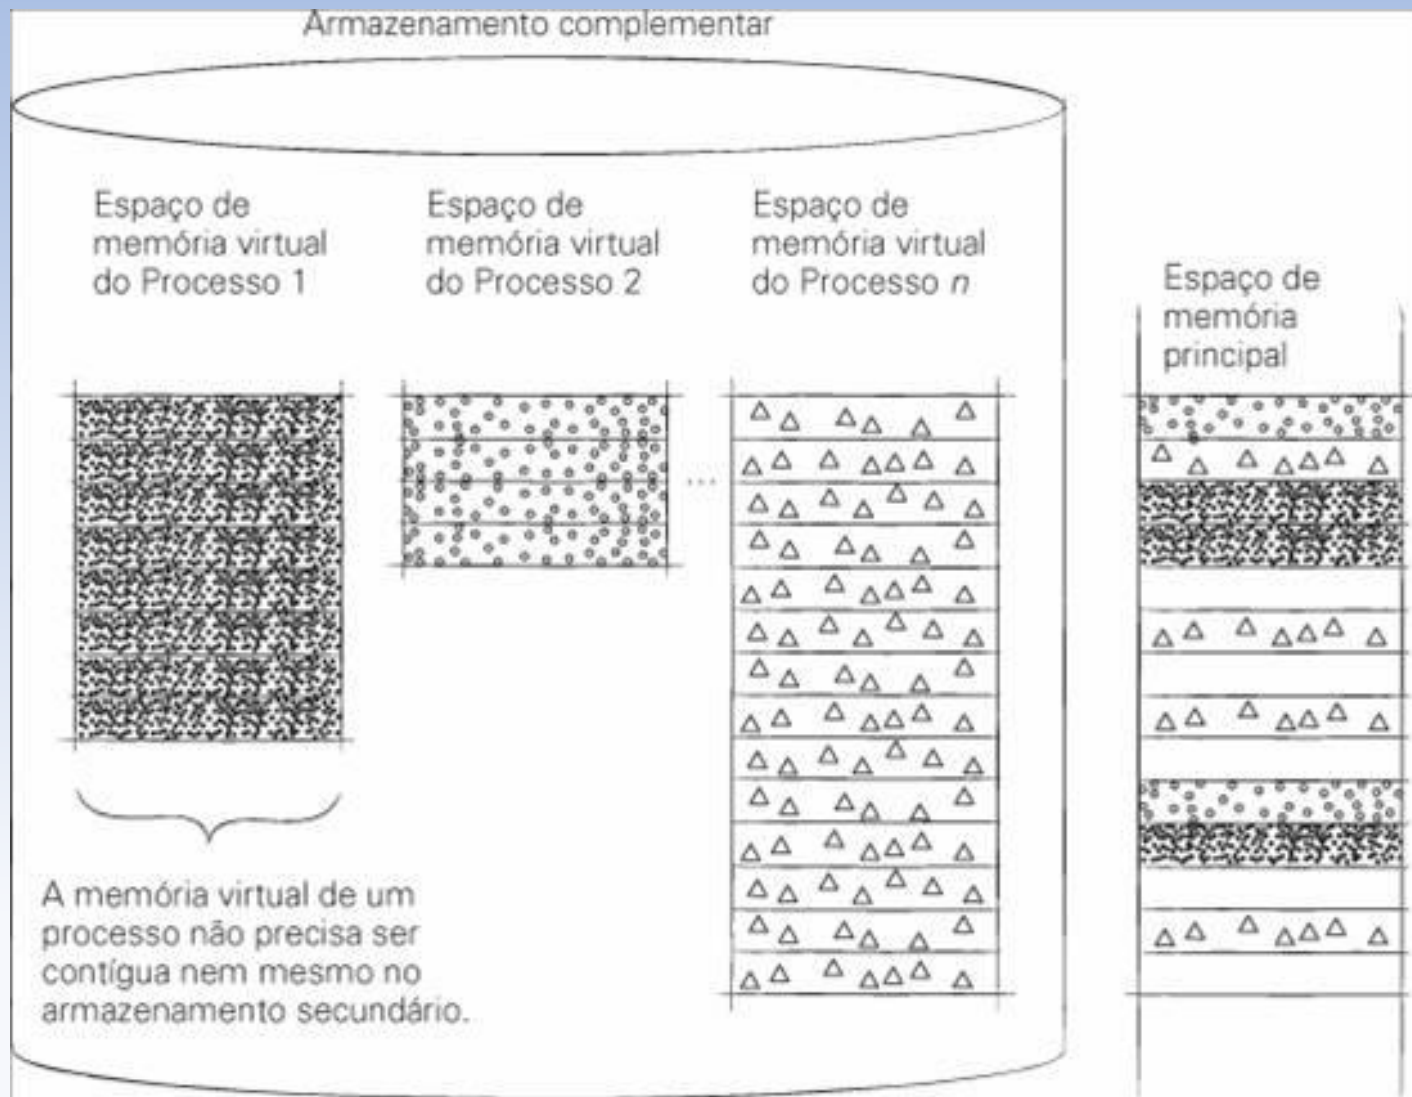 Armazenamento complementar
Espaço de
memória virtual
do Processo 1
Espaço de
memória virtual
do Processo 2
Espaço de
memória virtual
do Processo n
Espaço de
memória
principal
...
A memória virtual de um
processo não precisa ser
contígua nem mesmo no
armazenamento secundário.